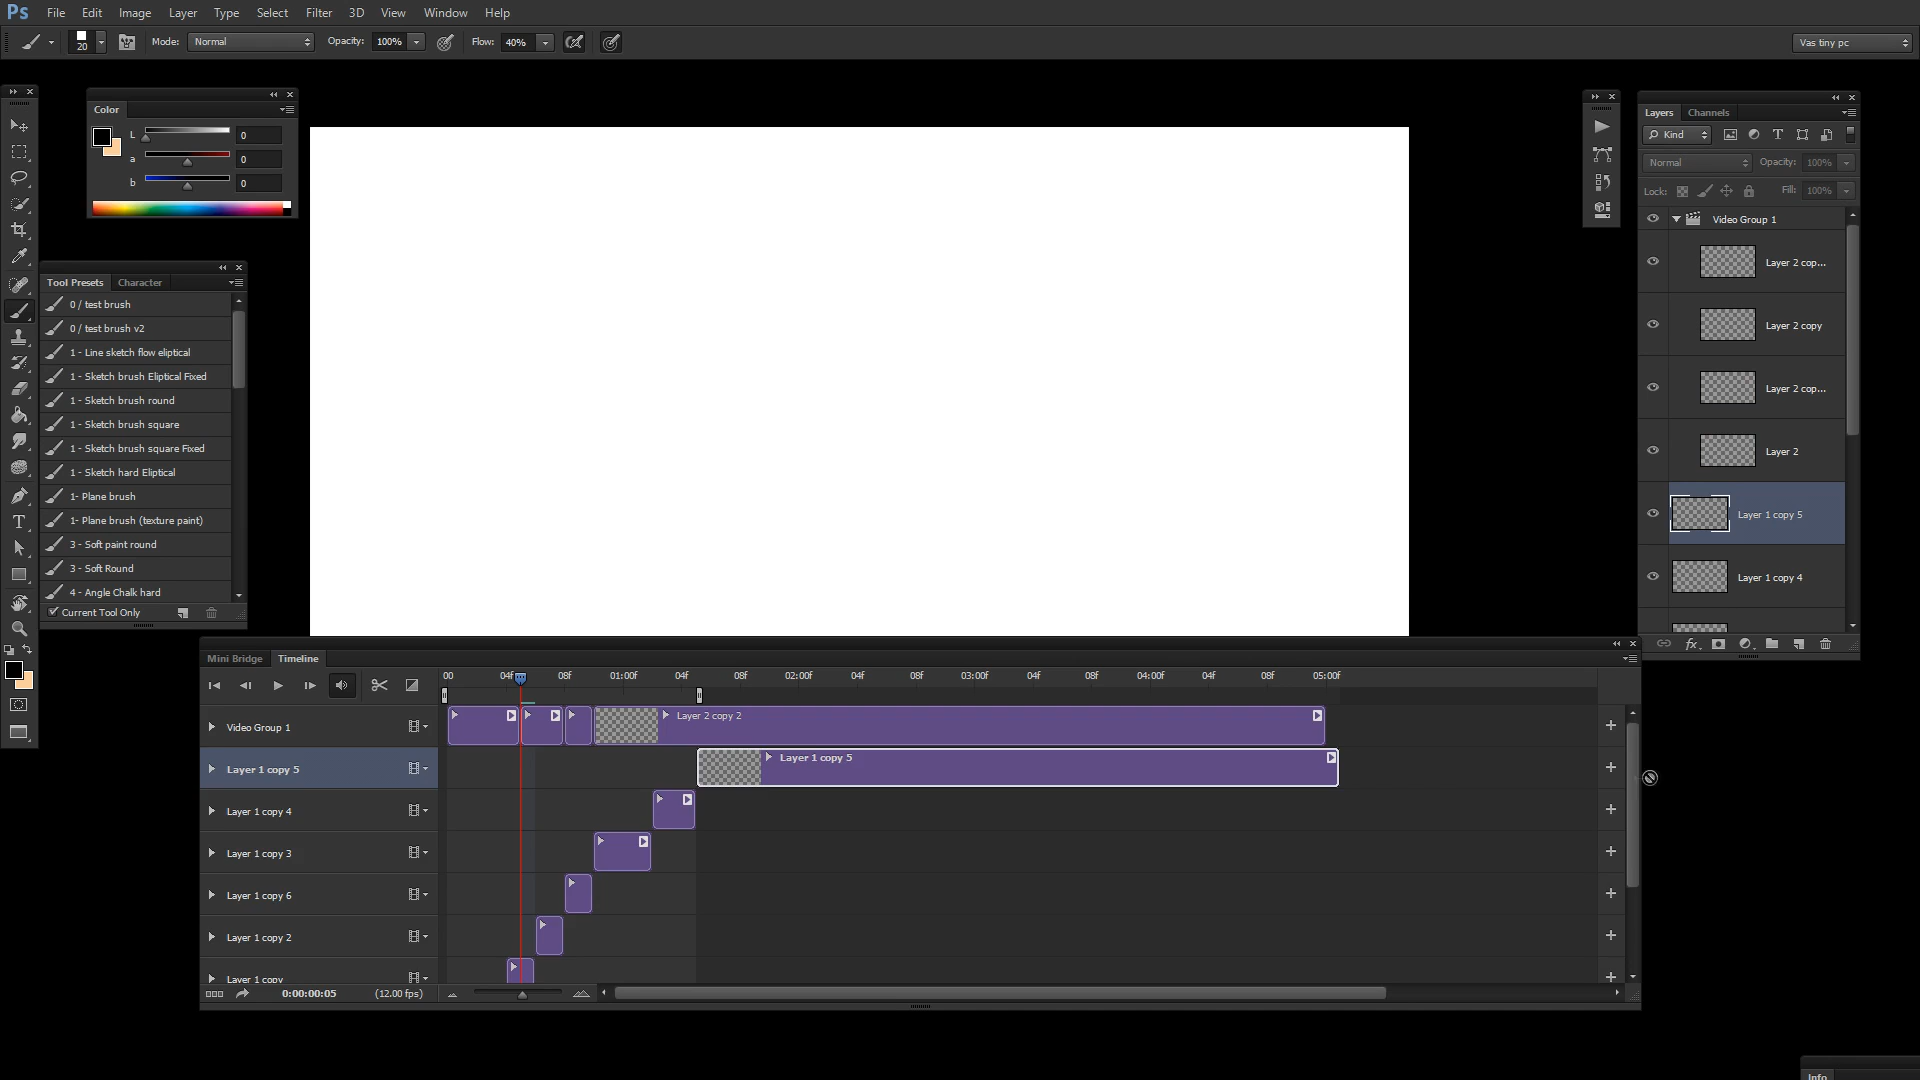 Ps File Edit Image Layer Type Select Filter 3D View Window Help
20 Mode: Normal Opacity: 100% Flow: 40% Vas tiny pc
Color
L 0
a 0
b 0
Tool Presets Character
0 / test brush
0 / test brush v2
1 - Line sketch flow eliptical
1 - Sketch brush Eliptical Fixed
1 - Sketch brush round
1 - Sketch brush square
1 - Sketch brush square Fixed
1 - Sketch hard Eliptical
1- Plane brush
1- Plane brush (texture paint)
3 - Soft paint round
3 - Soft Round
4 - Angle Chalk hard
Current Tool Only
Layers Channels
Kind T
Normal Opacity: 100%
Lock: Fill: 100%
Video Group 1
Layer 2 cop...
Layer 2 copy
Layer 2 cop...
Layer 2
Layer 1 copy 5
Layer 1 copy 4
fx
Mini Bridge Timeline
00 04f 08f 01:00f 04f 08f 02:00f 04f 08f 03:00f 04f 08f 04:00f 04f 08f 05:00f
Video Group 1 Layer 2 copy 2
Layer 1 copy 5 Layer 1 copy 5
Layer 1 copy 4
Layer 1 copy 3
Layer 1 copy 6
Layer 1 copy 2
Layer 1 copy
0:00:00:05 (12.00 fps)
Info